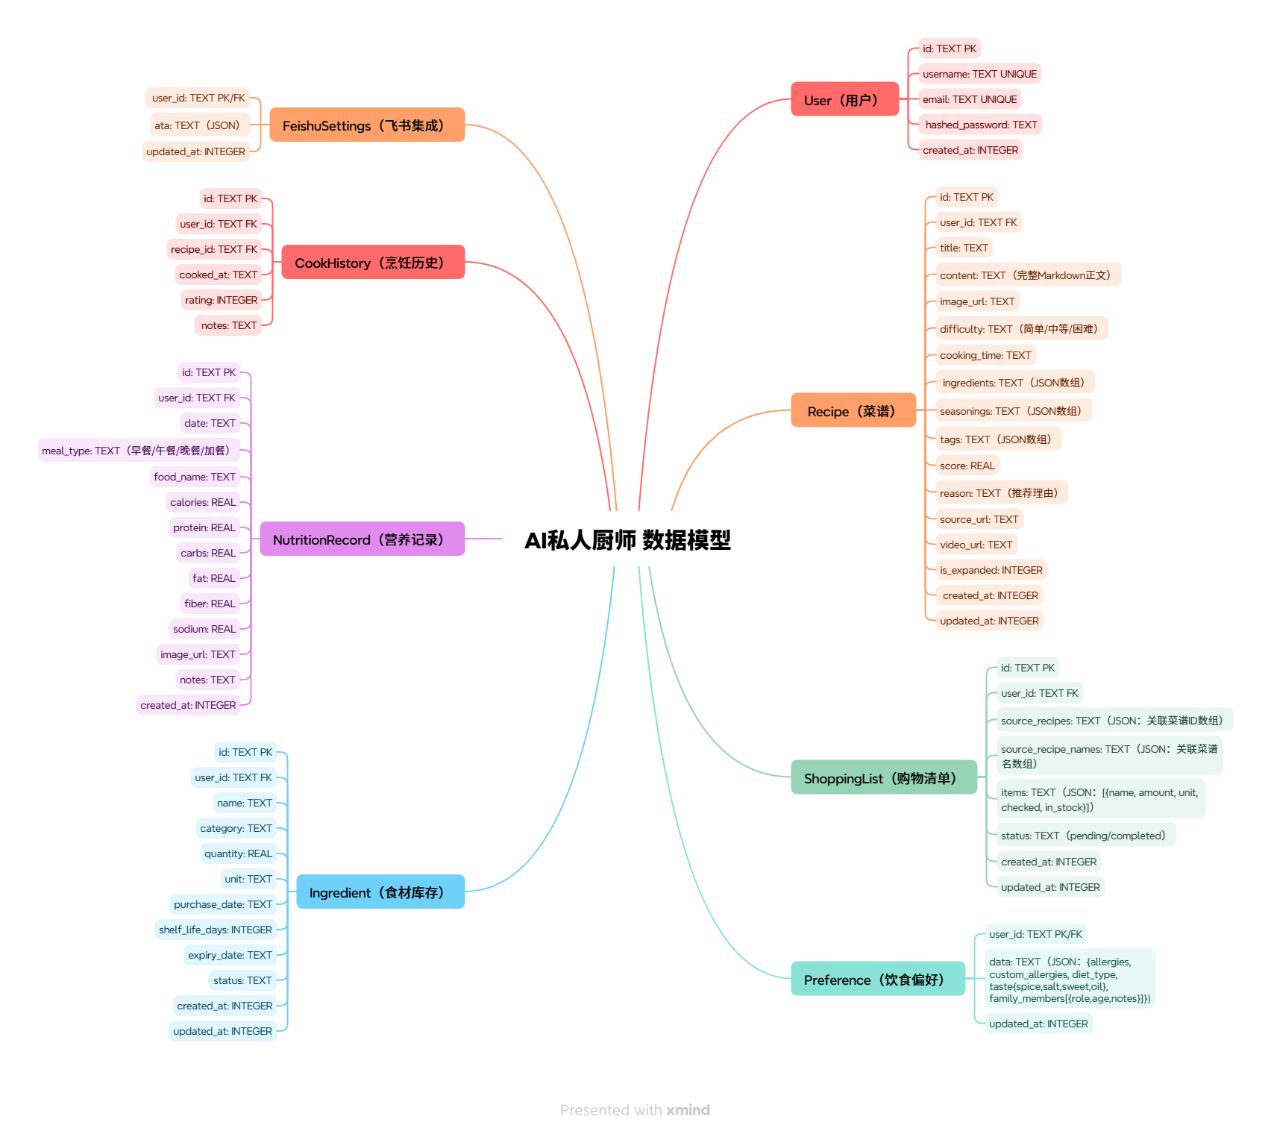 AI私人厨师 数据模型
User（用户）
id: TEXT PK
username: TEXT UNIQUE
email: TEXT UNIQUE
hashed_password: TEXT
created_at: INTEGER
Recipe（菜谱）
id: TEXT PK
user_id: TEXT FK
title: TEXT
content: TEXT（完整Markdown正文）
image_url: TEXT
difficulty: TEXT（简单/中等/困难）
cooking_time: TEXT
ingredients: TEXT（JSON数组）
seasonings: TEXT（JSON数组）
tags: TEXT（JSON数组）
score: REAL
reason: TEXT（推荐理由）
source_url: TEXT
video_url: TEXT
is_expanded: INTEGER
created_at: INTEGER
updated_at: INTEGER
ShoppingList（购物清单）
id: TEXT PK
user_id: TEXT FK
source_recipes: TEXT（JSON：关联菜谱ID数组）
source_recipe_names: TEXT（JSON：关联菜谱
名数组）
items: TEXT（JSON：[{name, amount, unit,
checked, in_stock}]）
status: TEXT（pending/completed）
created_at: INTEGER
updated_at: INTEGER
Preference（饮食偏好）
user_id: TEXT PK/FK
data: TEXT（JSON：{allergies,
custom_allergies, diet_type,
taste{spice,salt,sweet,oil},
family_members[{role,age,notes}]})
updated_at: INTEGER
FeishuSettings（飞书集成）
user_id: TEXT PK/FK
ata: TEXT（JSON）
updated_at: INTEGER
CookHistory（烹饪历史）
id: TEXT PK
user_id: TEXT FK
recipe_id: TEXT FK
cooked_at: TEXT
rating: INTEGER
notes: TEXT
NutritionRecord（营养记录）
id: TEXT PK
user_id: TEXT FK
date: TEXT
meal_type: TEXT（早餐/午餐/晚餐/加餐）
food_name: TEXT
calories: REAL
protein: REAL
carbs: REAL
fat: REAL
fiber: REAL
sodium: REAL
image_url: TEXT
notes: TEXT
created_at: INTEGER
Ingredient（食材库存）
id: TEXT PK
user_id: TEXT FK
name: TEXT
category: TEXT
quantity: REAL
unit: TEXT
purchase_date: TEXT
shelf_life_days: INTEGER
expiry_date: TEXT
status: TEXT
created_at: INTEGER
updated_at: INTEGER
Presented with xmind